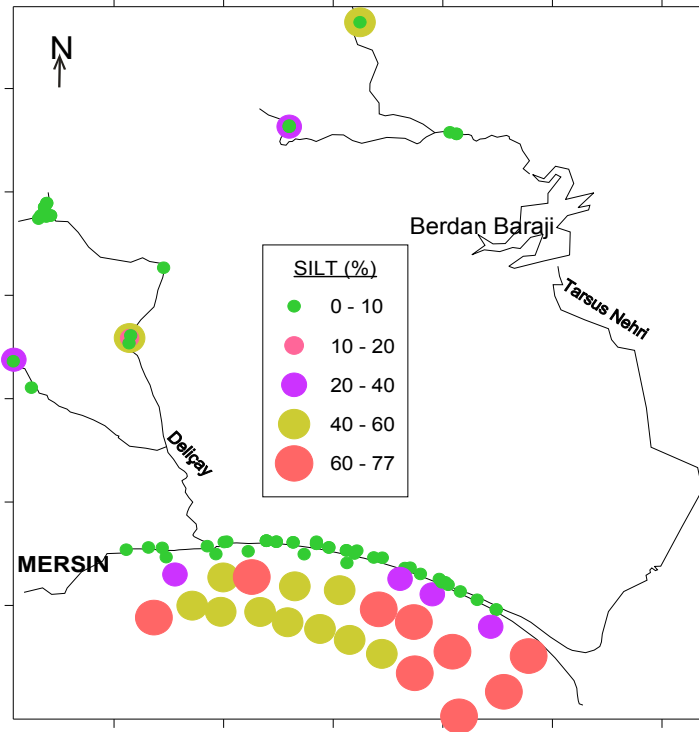 N
Berdan Baraji
SILT (%)
0 - 10
10 - 20
20 - 40
40 - 60
60 - 77
Tarsus Nehri
Deliçay
MERSIN